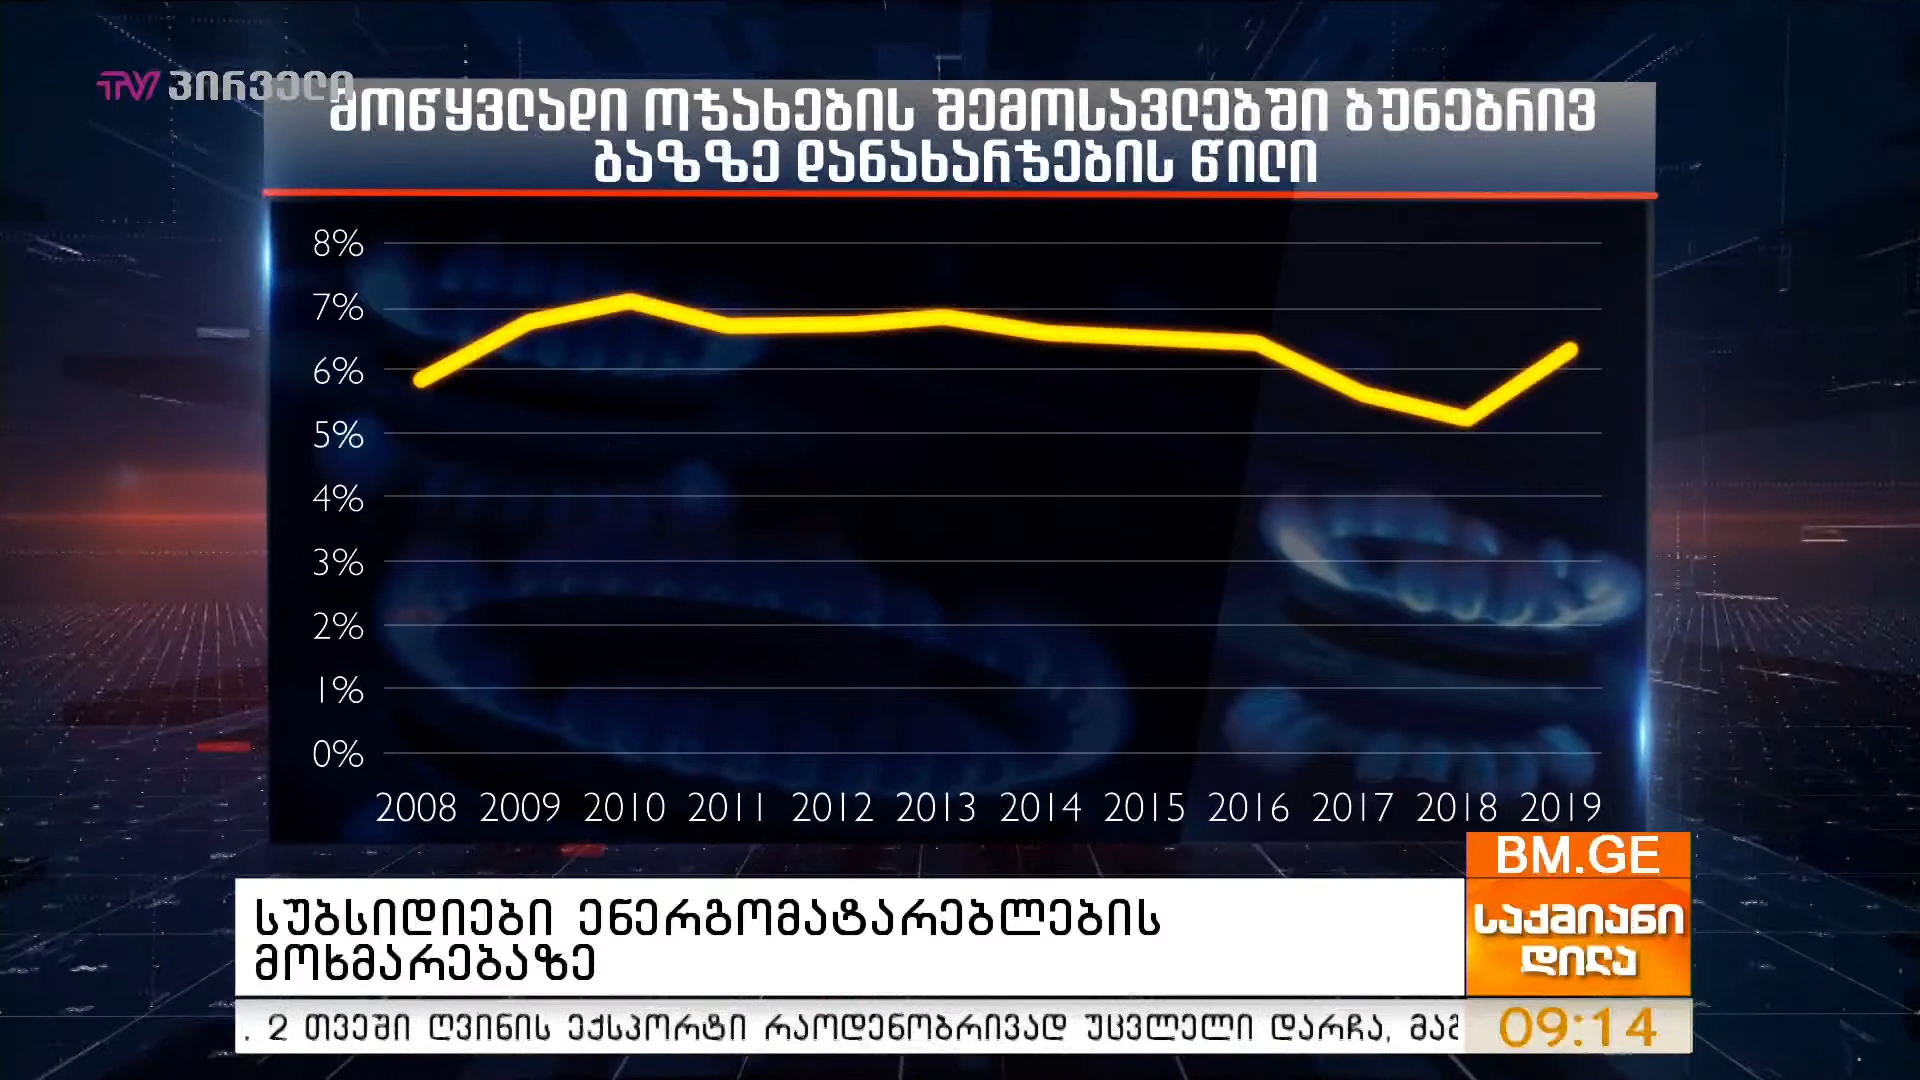 TV პირველი
მოწყვლადი ოჯახების შემოსავლებში ბუნებრივ
გაზზე დანახარჯების წილი
8%
7%
6%
5%
4%
3%
2%
1%
0%
2008 2009 2010 2011 2012 2013 2014 2015 2016 2017 2018 2019
BM.GE
საქმიანი
დილა
სუბსიდიები ენერგომატარებლების
მოხმარებაზე
. 2 თვეში ღვინის ექსპორტი რაოდენობრივად უცვლელი დარჩა,
09:14